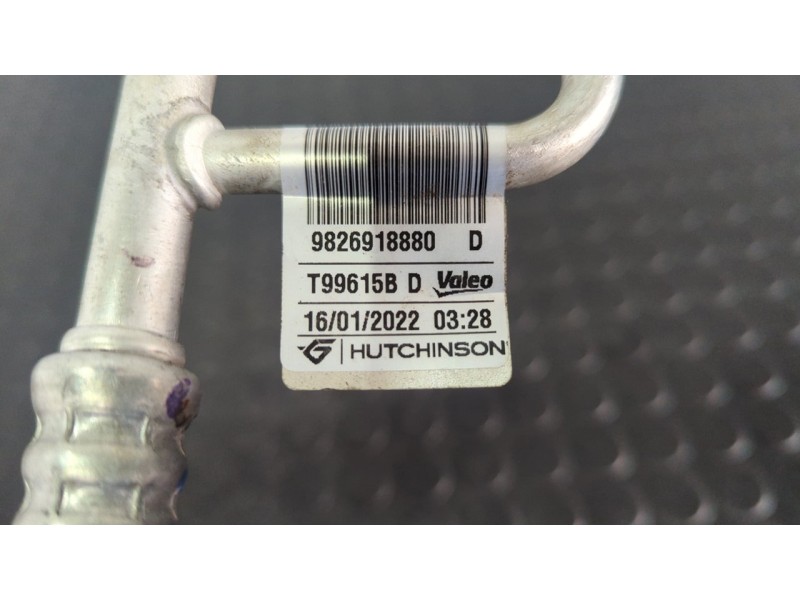 9826918880 D
T99615B D Valeo
16/01/2022 03:28
HUTCHINSON